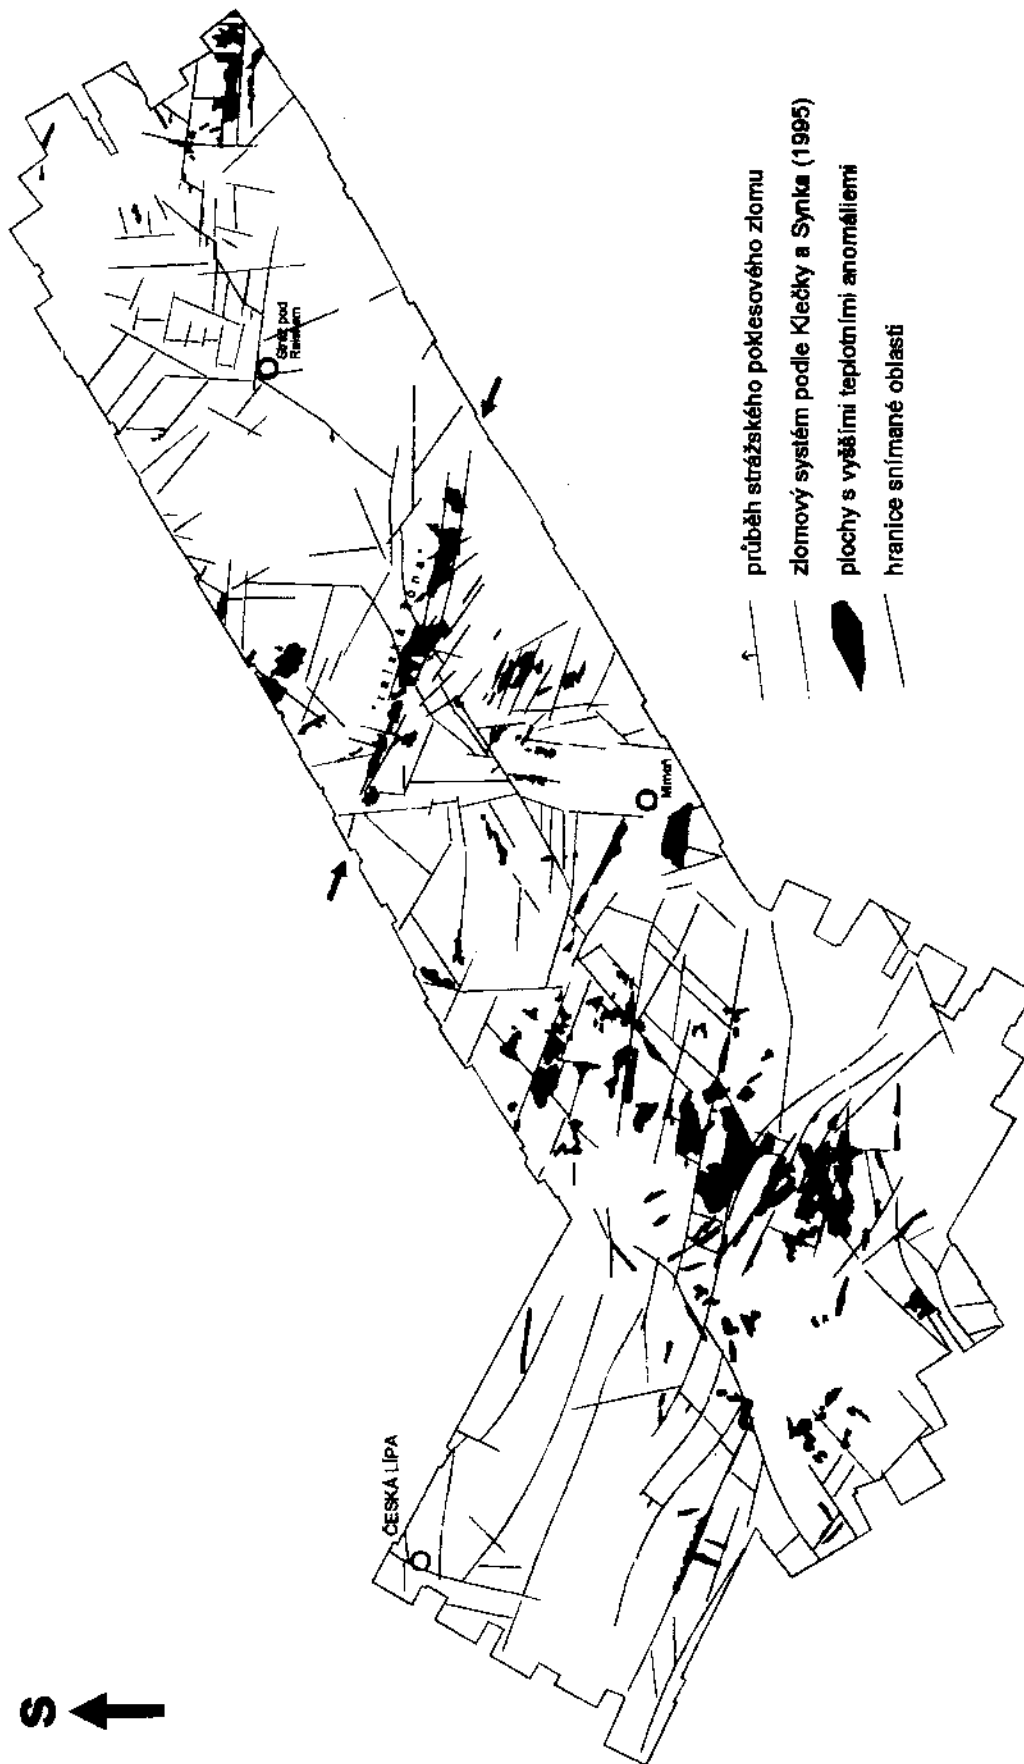 S
ČESKÁ LÍPA
Stráž pod
Ralskem
Mimoň
průběh strážského poklesového zlomu
zlomový systém podle Klečky a Synka (1995)
plochy s vyššími teplotními anomáliemi
hranice snímané oblasti